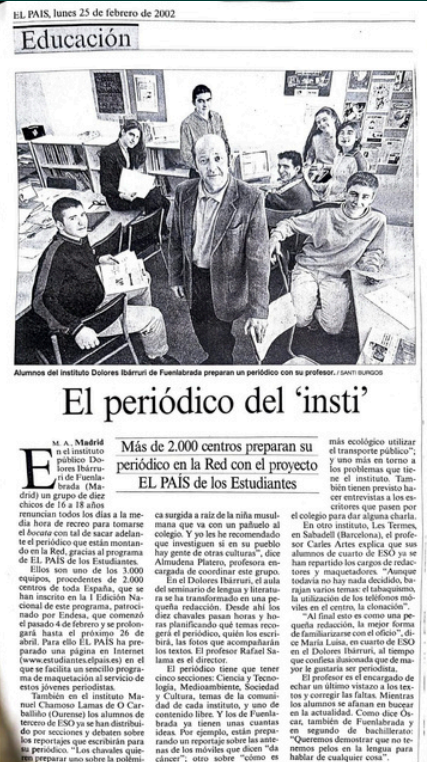 EL PAÍS, lunes 25 de febrero de 2002
Educación
Alumnos del instituto Dolores Ibárruri de Fuenlabrada preparan un periódico con su profesor. / SANTI BURGOS
El periódico del ‘insti’
Más de 2.000 centros preparan su
periódico en la Red con el proyecto
EL PAÍS de los Estudiantes
M. A., Madrid
En el instituto
público Do-
lores Ibárru-
ri de Fuenla-
brada (Ma-
drid) un grupo de diez
chicos de 16 a 18 años
renuncian todos los días a la me-
dia hora de recreo para tomarse
el bocata con tal de sacar adelan-
te el periódico que están montan-
do en la Red, gracias al programa
de EL PAÍS de los Estudiantes.
Ellos son uno de los 3.000
equipos, procedentes de 2.000
centros de toda España, que se
han inscrito en la I Edición Na-
cional de este programa, patroci-
nado por Endesa, que comenzó
el pasado 4 de febrero y se prolon-
gará hasta el próximo 26 de
abril. Para ello EL PAÍS ha pre-
parado una página en Internet
(www.estudiantes.elpais.es) en el
que se facilita un sencillo progra-
ma de maquetación al servicio de
estos jóvenes periodistas.
También en el instituto Ma-
nuel Chamoso Lamas de O Car-
balliño (Ourense) los alumnos de
tercero de ESO ya se han distribui-
do por secciones y debaten sobre
los reportajes que escribirán para
su periódico. "Los chavales quie-
ren preparar uno sobre la polémi-
ca surgida a raíz de la niña musul-
mana que va con un pañuelo al
colegio. Y yo les he recomendado
que investiguen si en su pueblo
hay gente de otras culturas", dice
Almudena Platero, profesora en-
cargada de coordinar este grupo.
En el Dolores Ibárruri, el aula
del seminario de lengua y literatu-
ra se ha transformado en una pe-
queña redacción. Desde ahí los
diez chavales pasan horas y ho-
ras planificando qué temas reco-
gerá el periódico, quién los escri-
birá, las fotos que acompañarán
los textos. El profesor Rafael Sa-
lama es el director.
El periódico tiene que tener
cinco secciones: Ciencia y Tecno-
logía, Medioambiente, Sociedad
y Cultura, temas de la comuni-
dad de cada instituto, y uno de
contenido libre. Y los de Fuenla-
brada ya tienen unas cuantas
ideas. Por ejemplo, están prepa-
rando un reportaje sobre las ante-
nas de los móviles que dicen "da
cáncer"; otro sobre "cómo es
más ecológico utilizar
el transporte público";
y uno más en torno a
los problemas que tie-
ne el instituto. Tam-
bién tienen previsto ha-
cer entrevistas a los es-
critores que pasen por
el colegio para dar alguna charla.
En otro instituto, Les Termes,
en Sabadell (Barcelona), el profe-
sor Carles Artes explica que sus
alumnos de cuarto de ESO ya se
han repartido los cargos de redac-
tores y maquetadores. "Aunque
todavía no hay nada decidido, ba-
rajan varios temas: el tabaquismo,
la utilización de los teléfonos mó-
viles en el centro, la clonación".
"Al final esto es como una pe-
queña redacción, la mejor forma
de familiarizarse con el oficio", di-
ce María Luisa, en cuarto de ESO
en el Dolores Ibárruri, al tiempo
que confiesa ilusionada que de ma-
yor le gustaría ser periodista.
El profesor es el encargado de
echar un último vistazo a los tex-
tos y corregir las faltas. Mientras
los alumnos se afanan en bucear
en la actualidad. Como dice Ós-
car, también de Fuenlabrada y
en segundo de bachillerato:
"Queremos demostrar que no te-
nemos pelos en la lengua para
hablar de cualquier cosa".